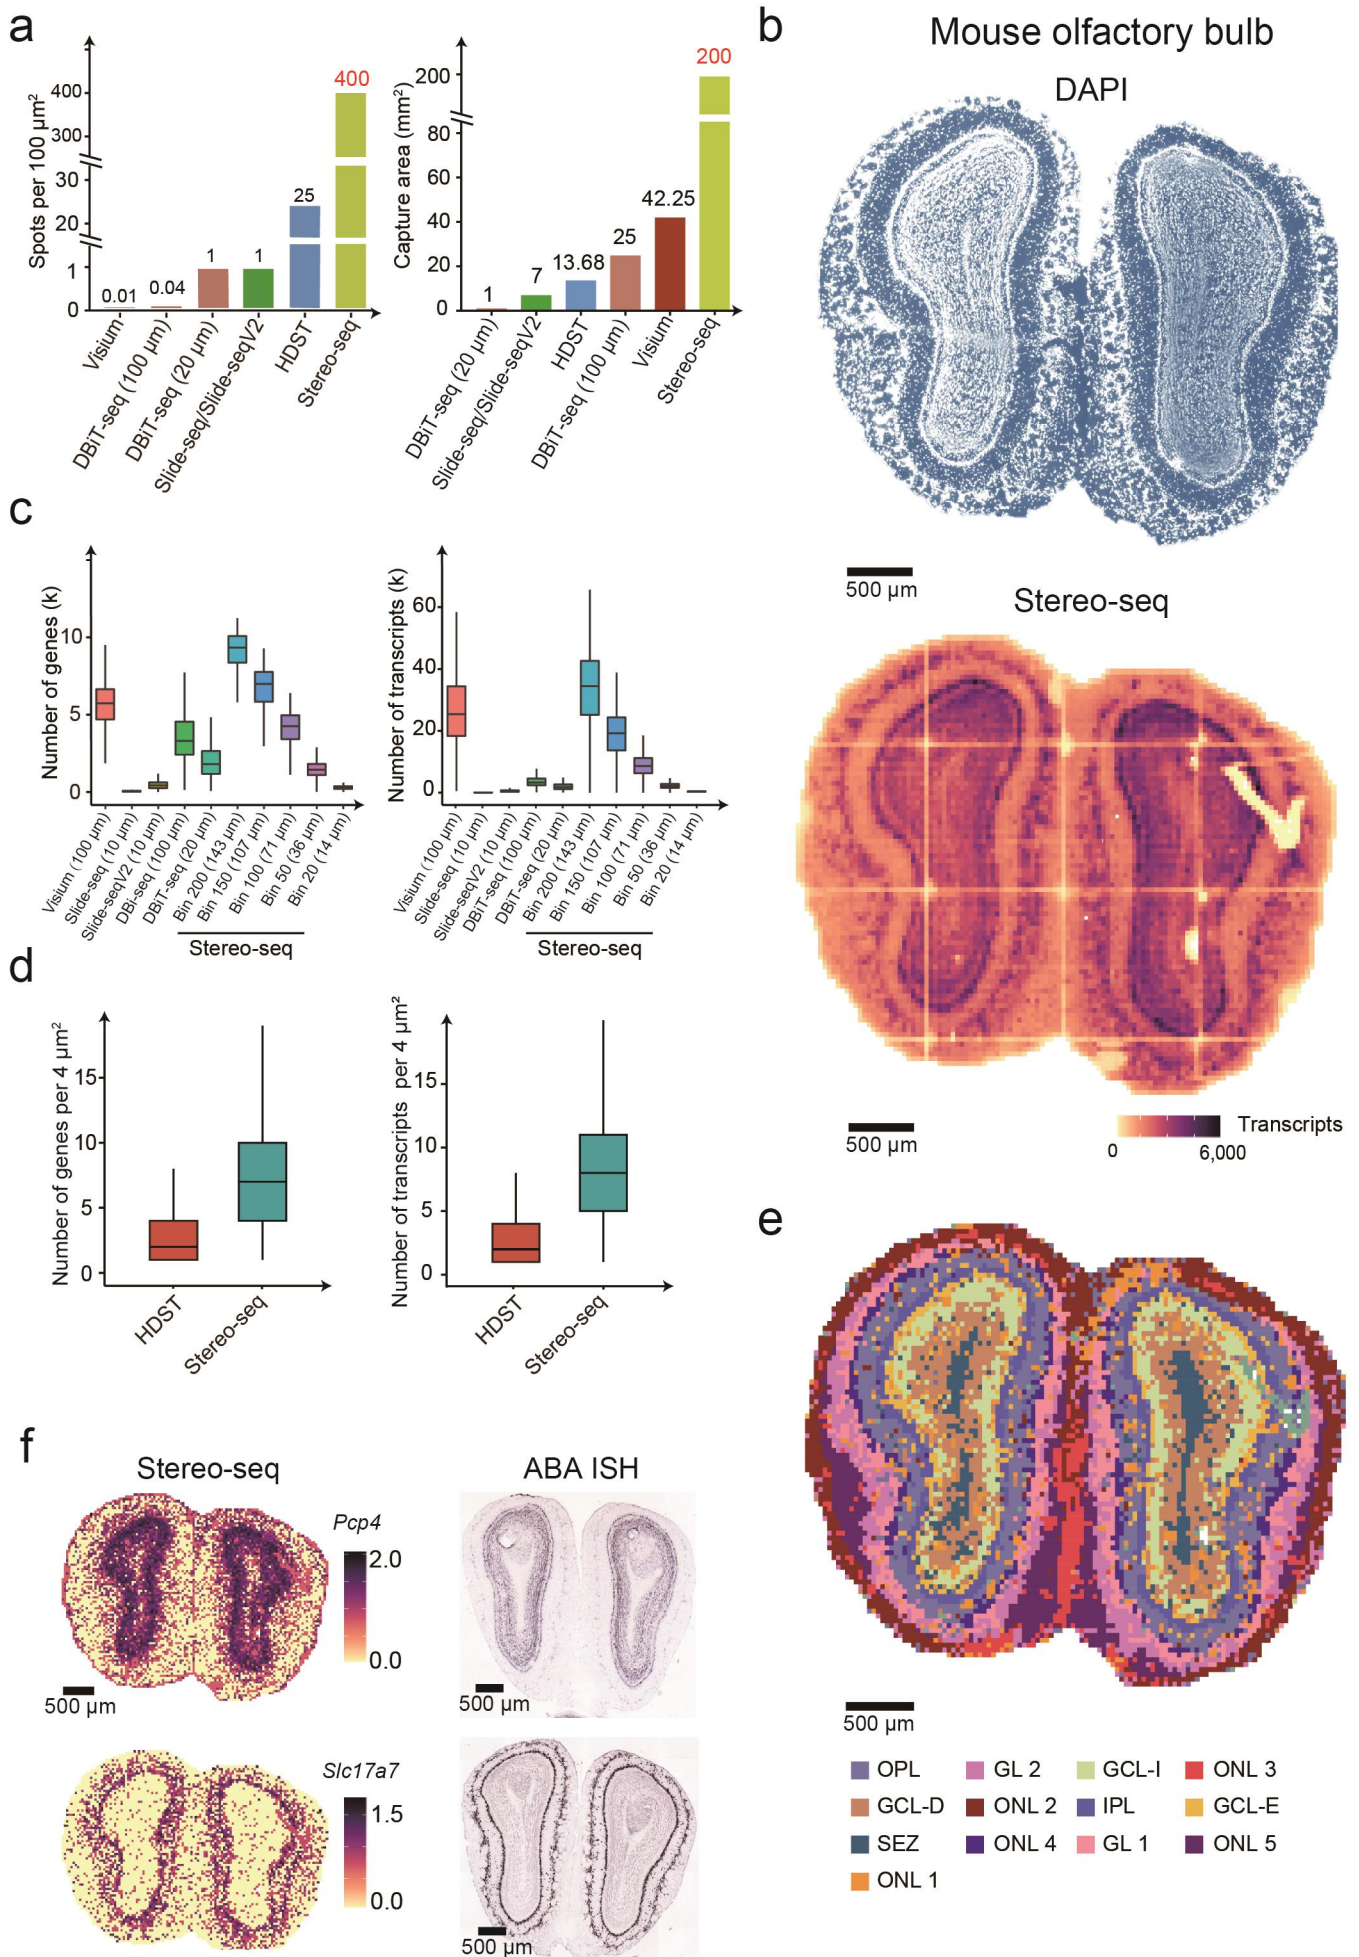 a
Spots per 100 µm²
400
300
30
20
1
0
0.01
0.04
1
1
25
400
Visium
DBiT-seq (100 µm)
DBiT-seq (20 µm)
Slide-seq/Slide-seqV2
HDST
Stereo-seq
Capture area (mm²)
200
80
60
40
20
0
1
7
13.68
25
42.25
200
DBiT-seq (20 µm)
Slide-seq/Slide-seqV2
HDST
DBiT-seq (100 µm)
Visium
Stereo-seq
b
Mouse olfactory bulb
DAPI
500 µm
Stereo-seq
500 µm
Transcripts
0
6,000
c
Number of genes (k)
10
5
0
Visium (100 µm)
Slide-seq (10 µm)
Slide-seqV2 (10 µm)
DBi-seq (100 µm)
DBiT-seq (20 µm)
Bin 200 (143 µm)
Bin 150 (107 µm)
Bin 100 (71 µm)
Bin 50 (36 µm)
Bin 20 (14 µm)
Stereo-seq
Number of transcripts (k)
60
40
20
0
Visium (100 µm)
Slide-seq (10 µm)
Slide-seqV2 (10 µm)
DBiT-seq (100 µm)
DBiT-seq (20 µm)
Bin 200 (143 µm)
Bin 150 (107 µm)
Bin 100 (71 µm)
Bin 50 (36 µm)
Bin 20 (14 µm)
Stereo-seq
d
Number of genes per 4 µm²
15
10
5
0
HDST
Stereo-seq
Number of transcripts per 4 µm²
15
10
5
0
HDST
Stereo-seq
e
500 µm
OPL
GL 2
GCL-I
ONL 3
GCL-D
ONL 2
IPL
GCL-E
SEZ
ONL 4
GL 1
ONL 5
ONL 1
f
Stereo-seq
ABA ISH
Pcp4
2.0
0.0
500 µm
500 µm
Slc17a7
1.5
0.0
500 µm
500 µm